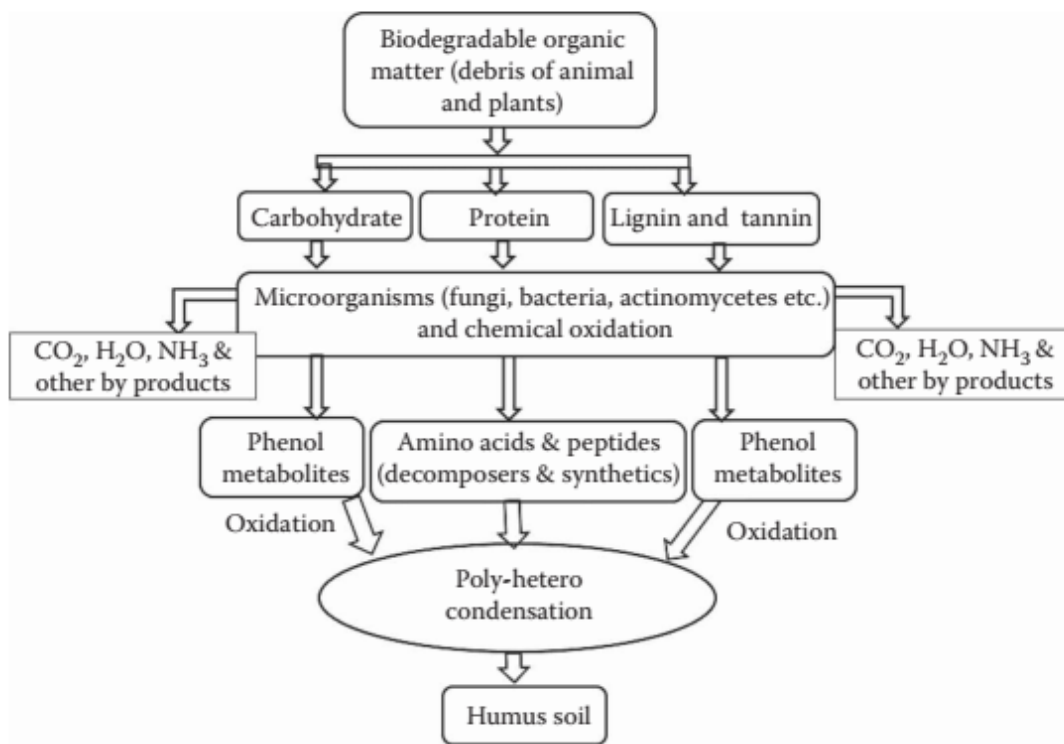 Biodegradable organic
matter (debris of animal
and plants)
Carbohydrate
Protein
Lignin and tannin
Microorganisms (fungi, bacteria, actinomycetes etc.)
and chemical oxidation
CO₂, H₂O, NH₃ &
other by products
CO₂, H₂O, NH₃ &
other by products
Phenol
metabolites
Amino acids & peptides
(decomposers & synthetics)
Phenol
metabolites
Oxidation
Oxidation
Poly-hetero
condensation
Humus soil